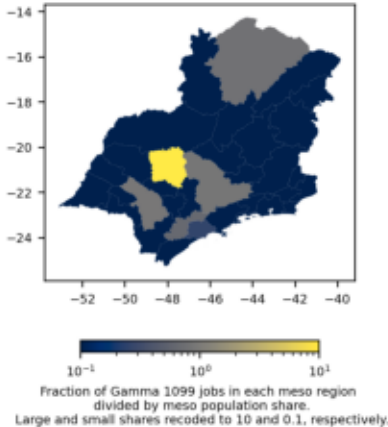 −14
−16
−18
−20
−22
−24
−52 −50 −48 −46 −44 −42 −40
10⁻¹ 10⁰ 10¹
Fraction of Gamma 1099 jobs in each meso region
divided by meso population share.
Large and small shares recoded to 10 and 0.1, respectively.